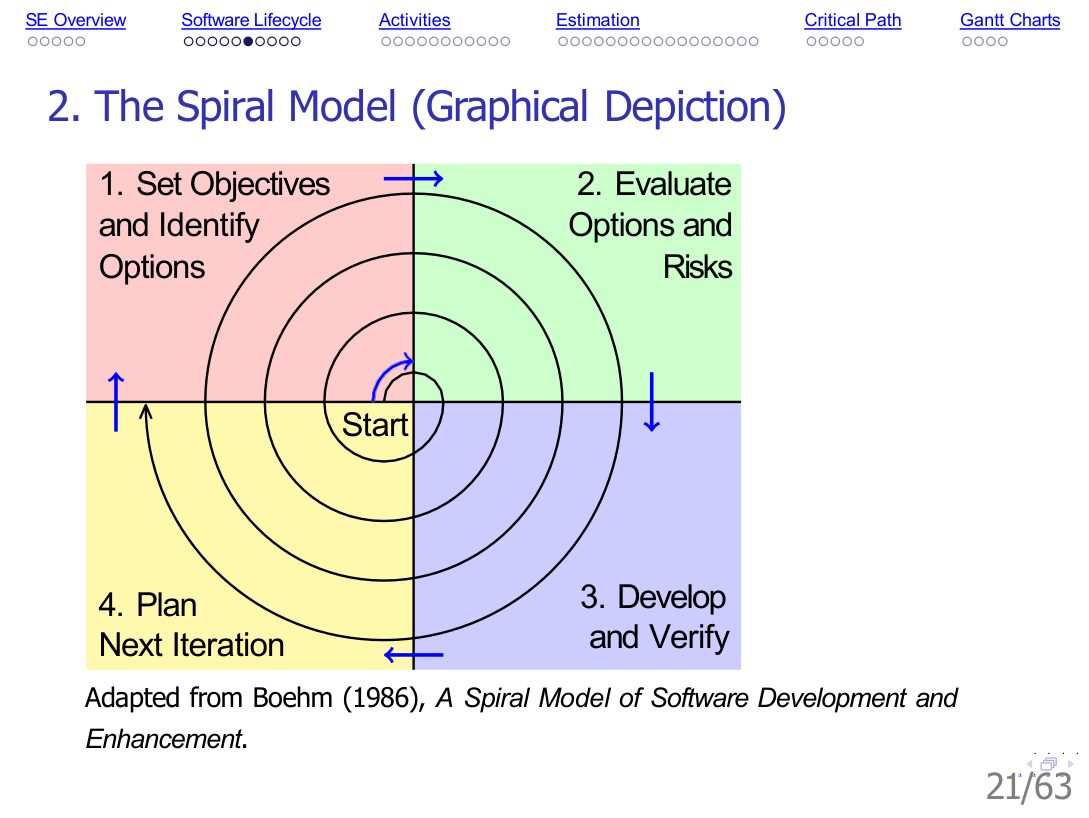 SE Overview Software Lifecycle Activities Estimation Critical Path Gantt Charts
2. The Spiral Model (Graphical Depiction)
1. Set Objectives
and Identify
Options
2. Evaluate
Options and
Risks
Start
4. Plan
Next Iteration
3. Develop
and Verify
Adapted from Boehm (1986), A Spiral Model of Software Development and
Enhancement.
21/63